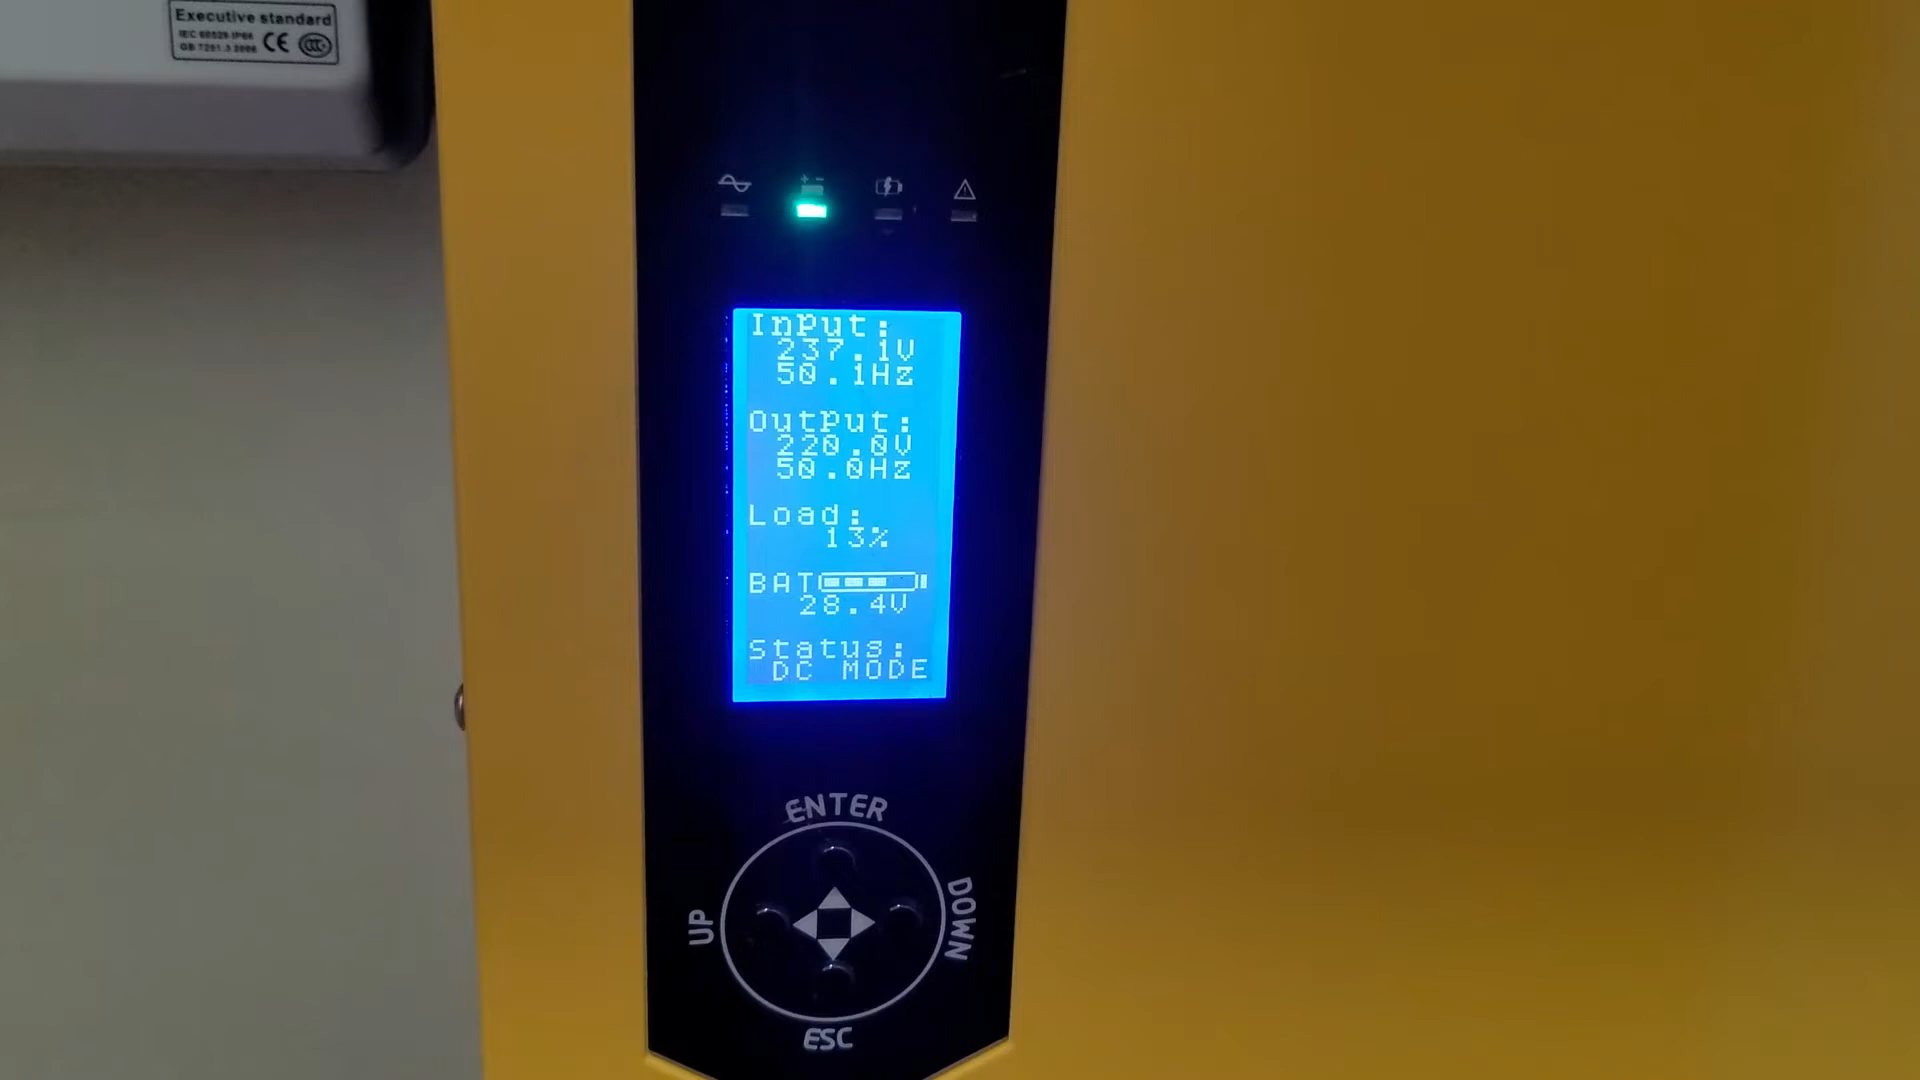 Executive standard
IEC 60529-IP66
GB 7251.3 2006
CE
Input:
237.1V
50.1Hz
Output:
220.0V
50.0Hz
Load:
13%
BAT
28.4V
Status:
DC MODE
ENTER
UP
DOWN
ESC